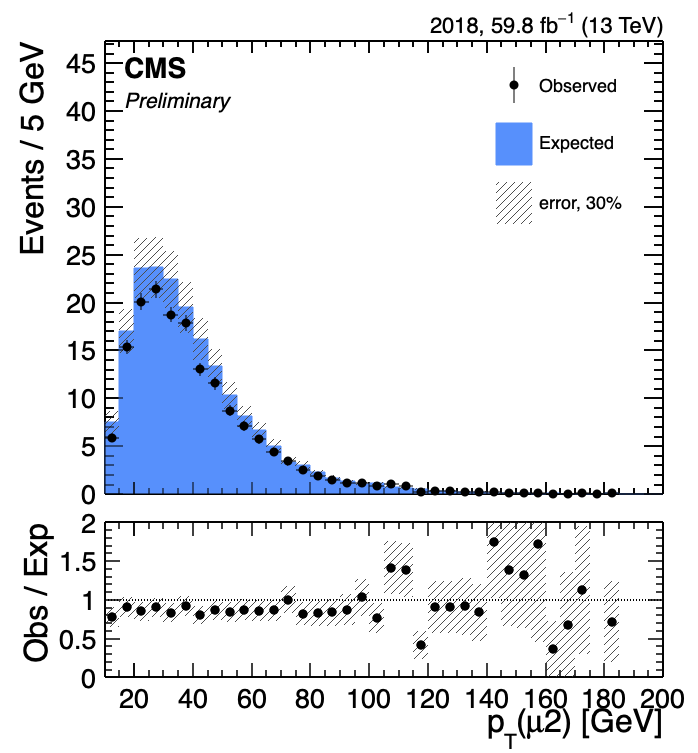 2018, 59.8 fb⁻¹ (13 TeV)
CMS
Preliminary
Events / 5 GeV
45
40
35
30
25
20
15
10
5
0
Observed
Expected
error, 30%
Obs / Exp
2
1.5
1
0.5
0
20 40 60 80 100 120 140 160 180 200
p_T(μ2) [GeV]